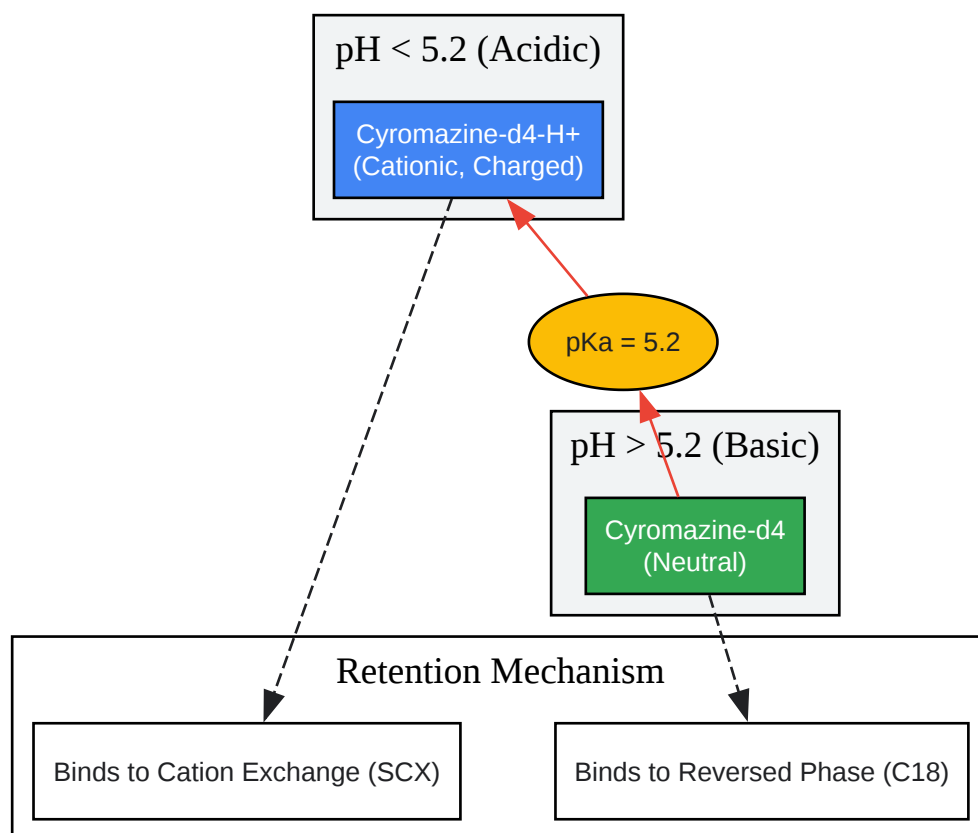 pH < 5.2 (Acidic)
Cyromazine-d4-H+
(Cationic, Charged)
pKa = 5.2
pH > 5.2 (Basic)
Cyromazine-d4
(Neutral)
Retention Mechanism
Binds to Cation Exchange (SCX)
Binds to Reversed Phase (C18)